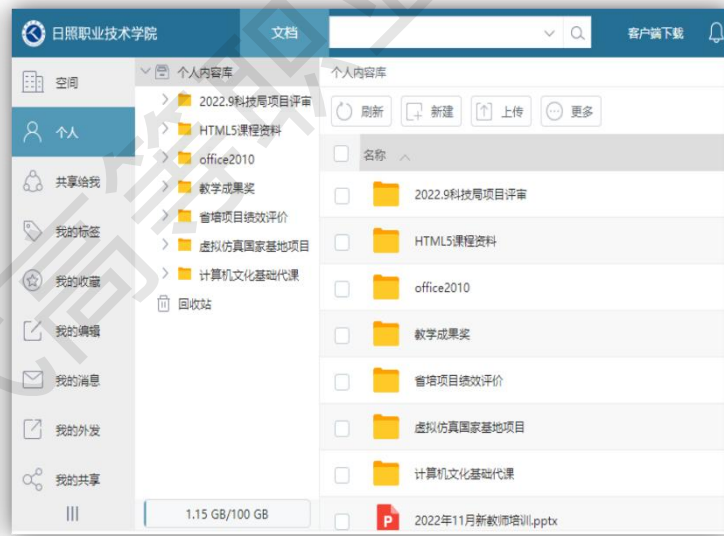 日照职业技术学院
文档
客户端下载
空间
个人
共享给我
我的标签
我的收藏
我的编辑
我的消息
我的外发
我的共享
个人内容库
2022.9科技局项目评审
HTML5课程资料
office2010
教学成果奖
省培项目绩效评价
虚拟仿真国家基地项目
计算机文化基础代课
回收站
1.15 GB/100 GB
个人内容库
刷新 新建 上传 更多
名称
2022.9科技局项目评审
HTML5课程资料
office2010
教学成果奖
省培项目绩效评价
虚拟仿真国家基地项目
计算机文化基础代课
P 2022年11月新教师培训.pptx
高等职